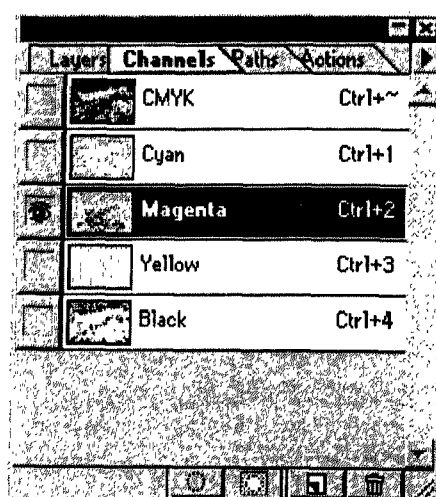 Layers Channels Paths Actions
CMYK Ctrl+~
Cyan Ctrl+1
Magenta Ctrl+2
Yellow Ctrl+3
Black Ctrl+4